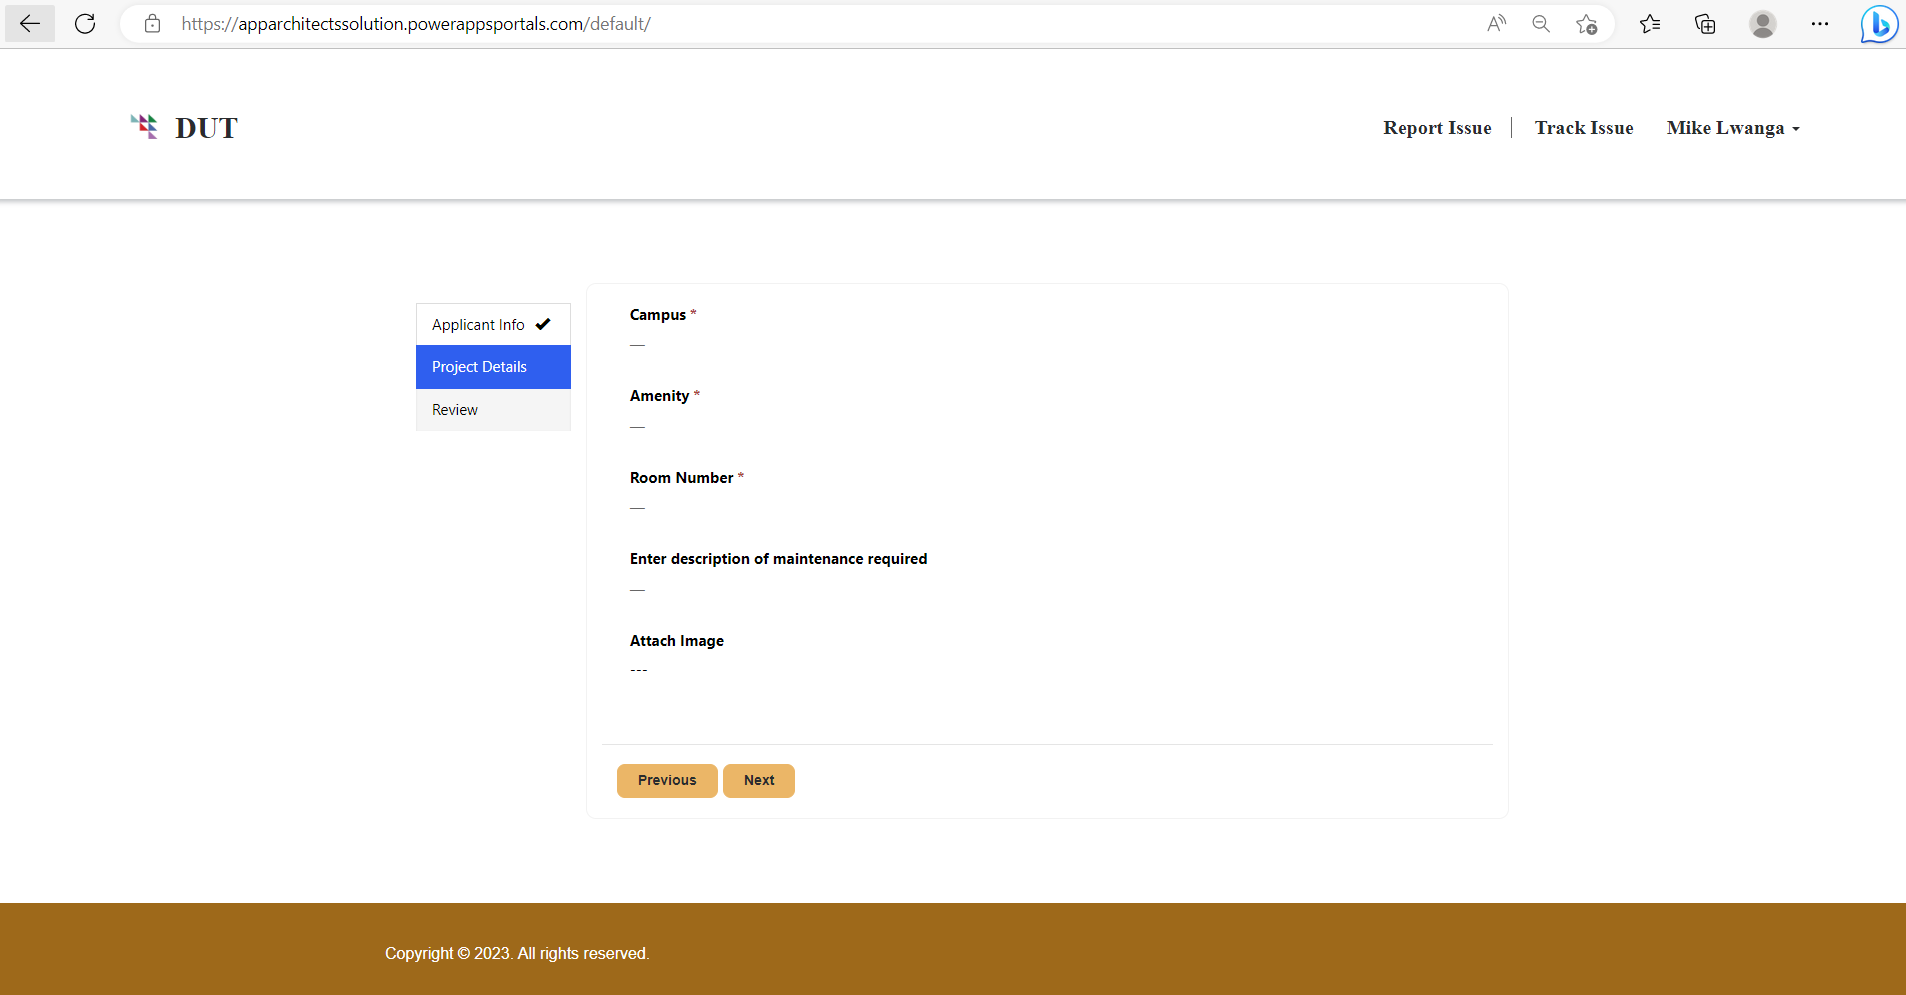 https://apparchitectssolution.powerappsportals.com/default/
DUT
Report Issue
Track Issue
Mike Lwanga
Applicant Info
Project Details
Review
Campus *
—
Amenity *
—
Room Number *
—
Enter description of maintenance required
—
Attach Image
---
Previous
Next
Copyright © 2023. All rights reserved.